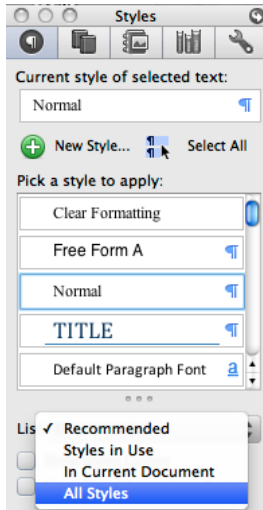 Styles
Current style of selected text:
Normal ¶
New Style... Select All
Pick a style to apply:
Clear Formatting
Free Form A ¶
Normal ¶
TITLE ¶
Default Paragraph Font a
Lis ✓ Recommended
Styles in Use
In Current Document
All Styles